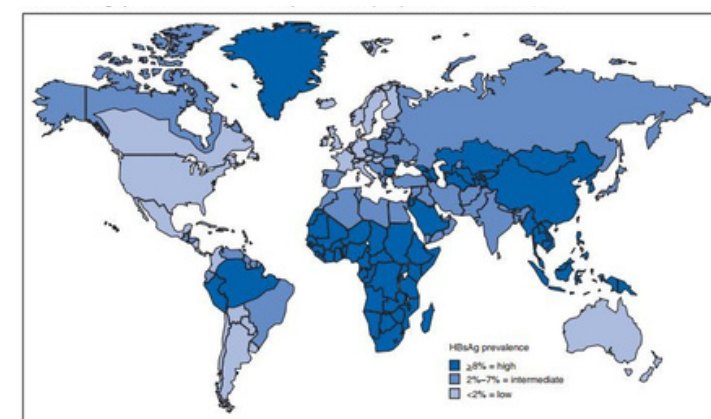 HBsAg prevalence
≥8% = high
2%–7% = intermediate
<2% = low